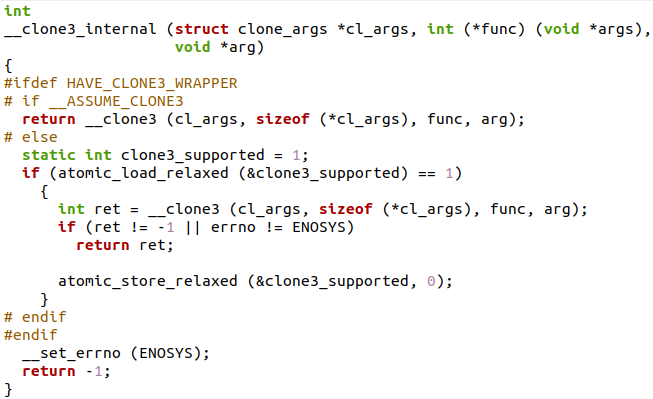 int
__clone3_internal (struct clone_args *cl_args, int (*func) (void *args),
                   void *arg)
{
#ifdef HAVE_CLONE3_WRAPPER
# if __ASSUME_CLONE3
  return __clone3 (cl_args, sizeof (*cl_args), func, arg);
# else
  static int clone3_supported = 1;
  if (atomic_load_relaxed (&clone3_supported) == 1)
    {
      int ret = __clone3 (cl_args, sizeof (*cl_args), func, arg);
      if (ret != -1 || errno != ENOSYS)
        return ret;

      atomic_store_relaxed (&clone3_supported, 0);
    }
# endif
#endif
  __set_errno (ENOSYS);
  return -1;
}